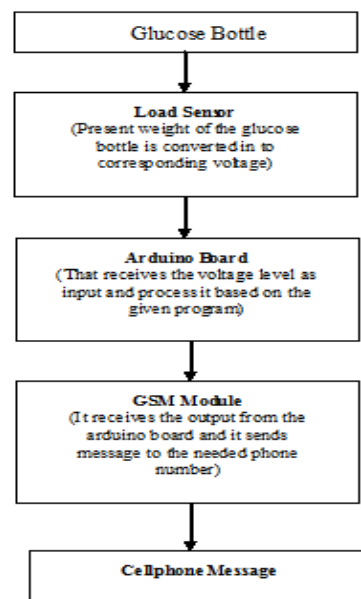 Glucose Bottle
Load Sensor
(Present weight of the glucose
bottle is converted in to
corresponding voltage)
Arduino Board
(That receives the voltage level as
input and process it based on the
given program)
GSM Module
(It receives the output from the
arduino board and it sends
message to the needed phone
number)
Cellphone Message